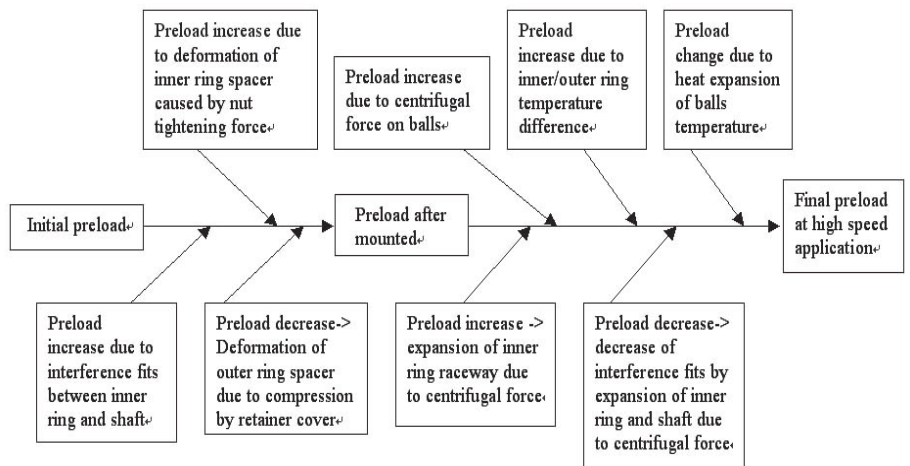 Preload increase due
to deformation of
inner ring spacer
caused by nut
tightening force↵
Preload increase
due to centrifugal
force on balls↵
Preload
increase due to
inner/outer ring
temperature
difference↵
Preload
change due to
heat expansion
of balls
temperature↵
Initial preload↵
Preload after
mounted↵
Final preload
at high speed
application↵
Preload
increase due to
interference fits
between inner
ring and shaft↵
Preload decrease->
Deformation of
outer ring spacer
due to compression
by retainer cover↵
Preload increase ->
expansion of inner
ring raceway due
to centrifugal
force↵
Preload decrease->
decrease of
interference fits by
expansion of inner
ring and shaft due
to centrifugal force↵